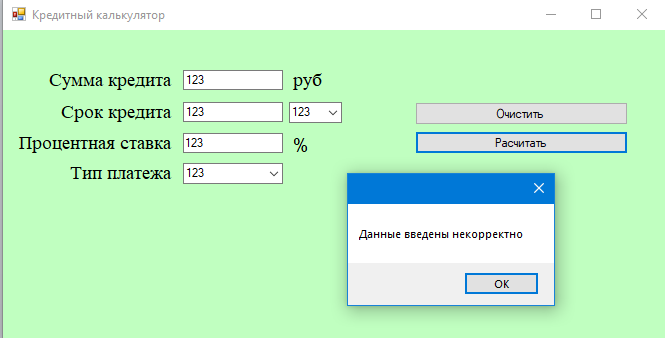 Кредитный калькулятор
Сумма кредита 123 руб
Срок кредита 123 123
Очистить
Процентная ставка 123 %
Расчитать
Тип платежа 123
Данные введены некорректно
OK